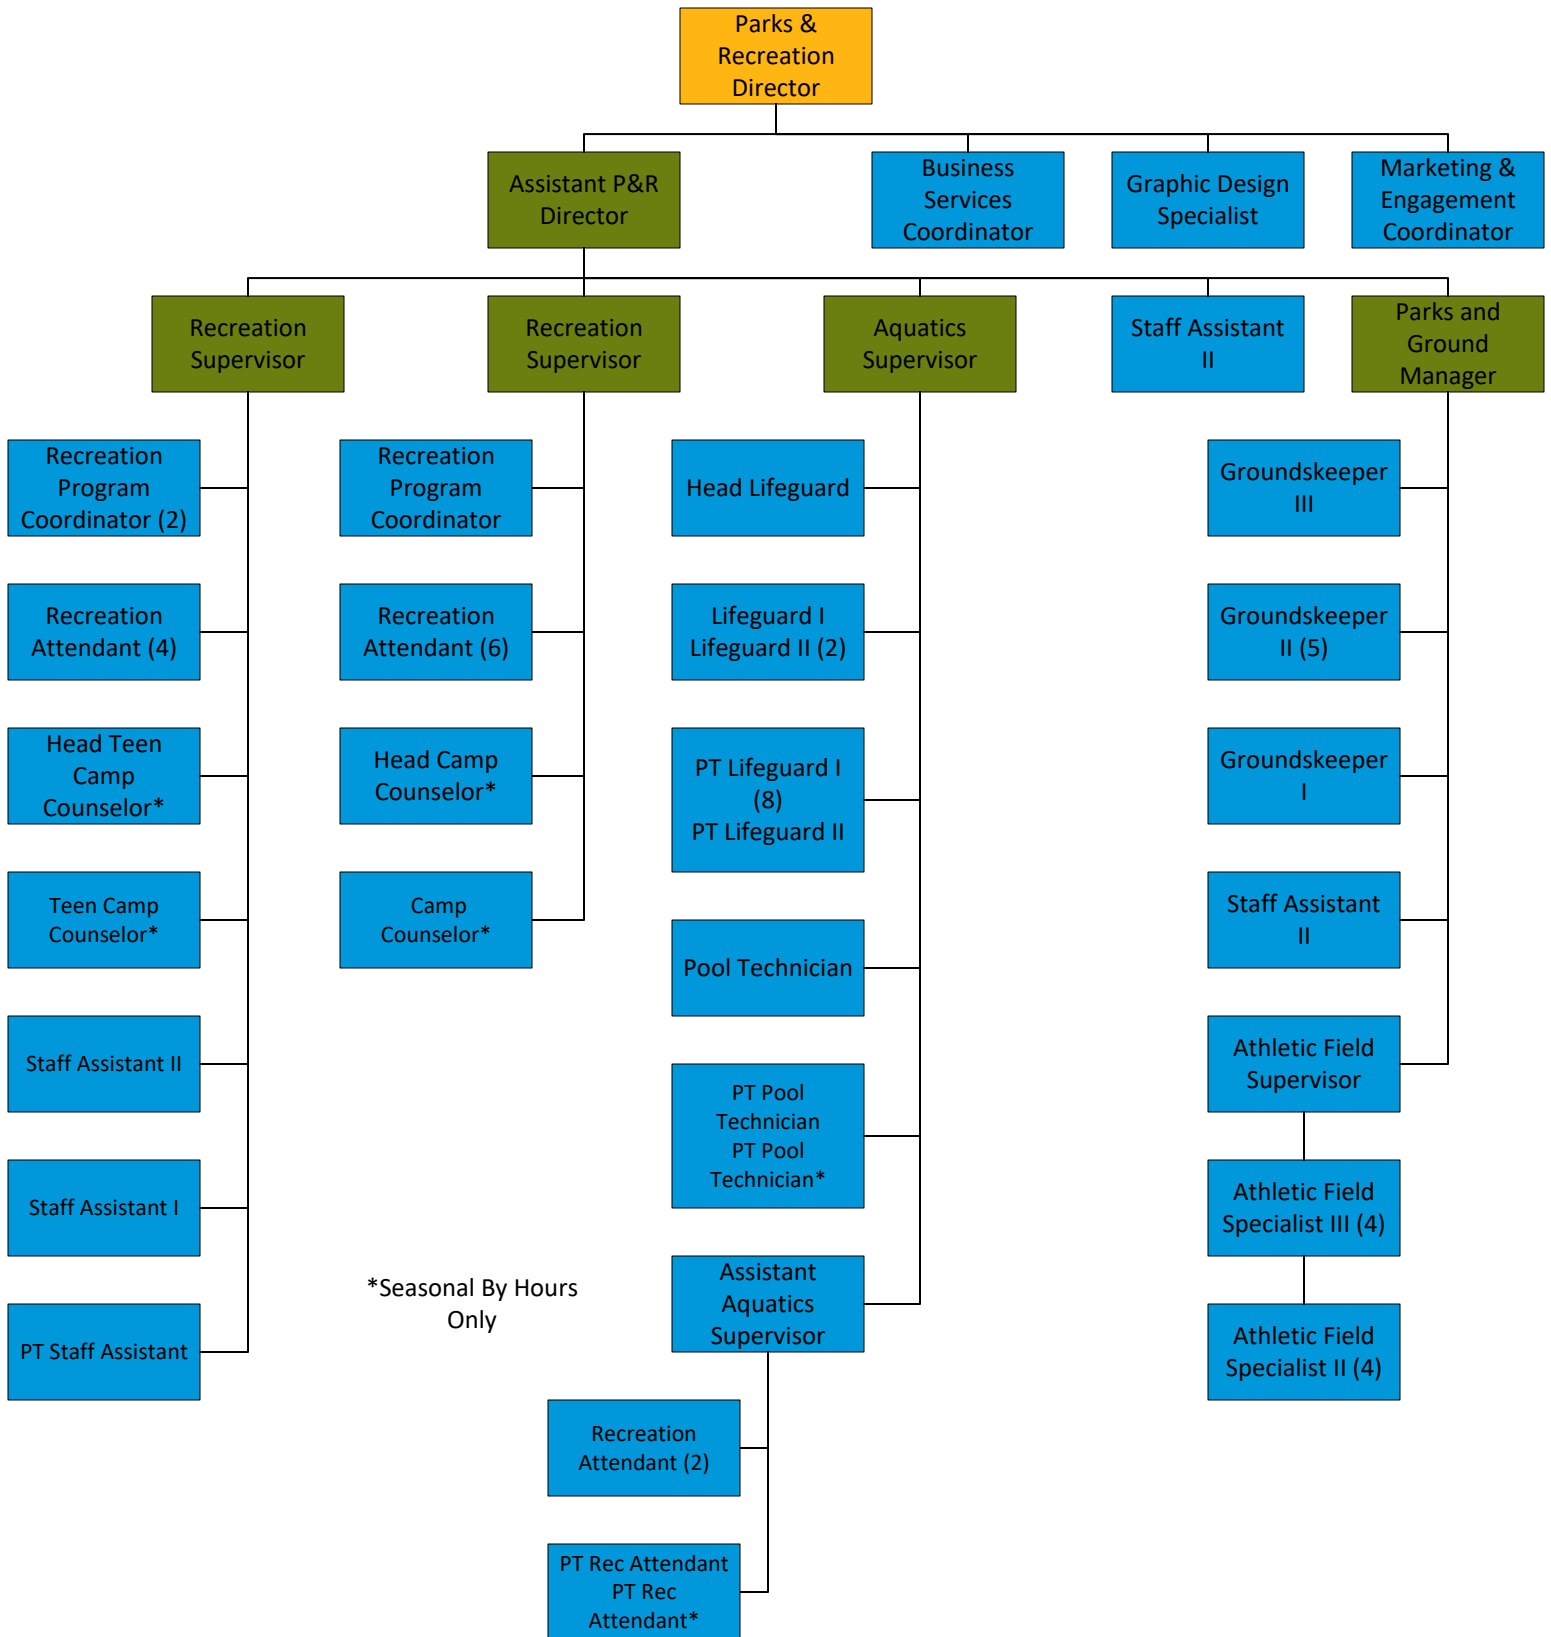 Parks &
Recreation
Director
Assistant P&R
Director
Business
Services
Coordinator
Graphic Design
Specialist
Marketing &
Engagement
Coordinator
Recreation
Supervisor
Recreation
Supervisor
Aquatics
Supervisor
Staff Assistant
II
Parks and
Ground
Manager
Recreation
Program
Coordinator (2)
Recreation
Program
Coordinator
Head Lifeguard
Groundskeeper
III
Recreation
Attendant (4)
Recreation
Attendant (6)
Lifeguard I
Lifeguard II (2)
Groundskeeper
II (5)
Head Teen
Camp
Counselor*
Head Camp
Counselor*
PT Lifeguard I
(8)
PT Lifeguard II
Groundskeeper
I
Teen Camp
Counselor*
Camp
Counselor*
Pool Technician
Staff Assistant
II
Staff Assistant II
PT Pool
Technician
PT Pool
Technician*
Athletic Field
Supervisor
Staff Assistant I
Athletic Field
Specialist III (4)
*Seasonal By Hours
Only
Assistant
Aquatics
Supervisor
PT Staff Assistant
Athletic Field
Specialist II (4)
Recreation
Attendant (2)
PT Rec Attendant
PT Rec
Attendant*